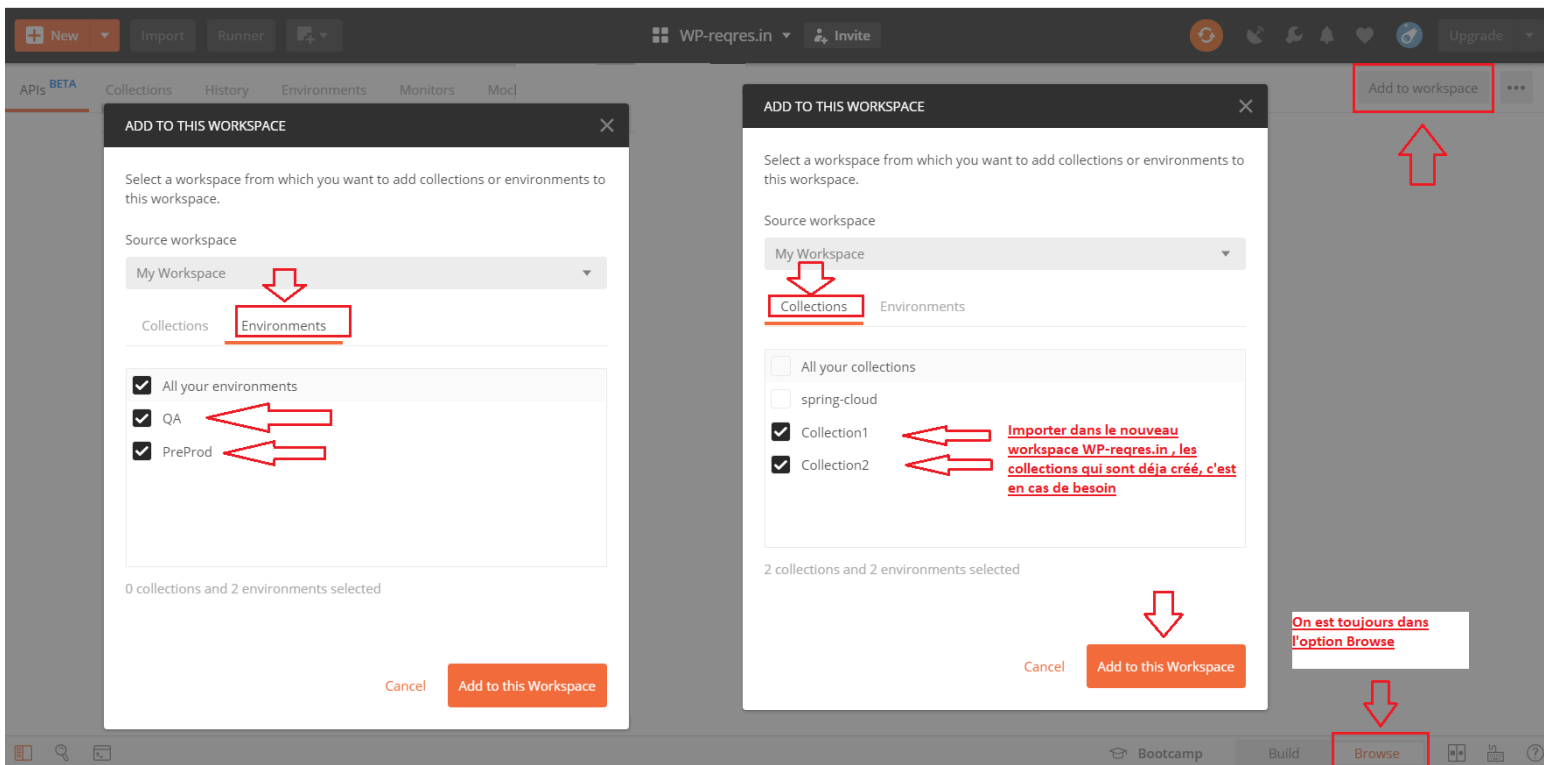 New
Import
Runner
WP-reqres.in
Invite
Upgrade
APIs BETA
Collections
History
Environments
Monitors
Moc
Add to workspace
ADD TO THIS WORKSPACE
Select a workspace from which you want to add collections or environments to
this workspace.
Source workspace
My Workspace
Collections
Environments
All your environments
QA
PreProd
0 collections and 2 environments selected
Cancel
Add to this Workspace
ADD TO THIS WORKSPACE
Select a workspace from which you want to add collections or environments to
this workspace.
Source workspace
My Workspace
Collections
Environments
All your collections
spring-cloud
Collection1
Collection2
Importer dans le nouveau
workspace WP-reqres.in , les
collections qui sont déja créé, c'est
en cas de besoin
2 collections and 2 environments selected
Cancel
Add to this Workspace
On est toujours dans
l'option Browse
Bootcamp
Build
Browse